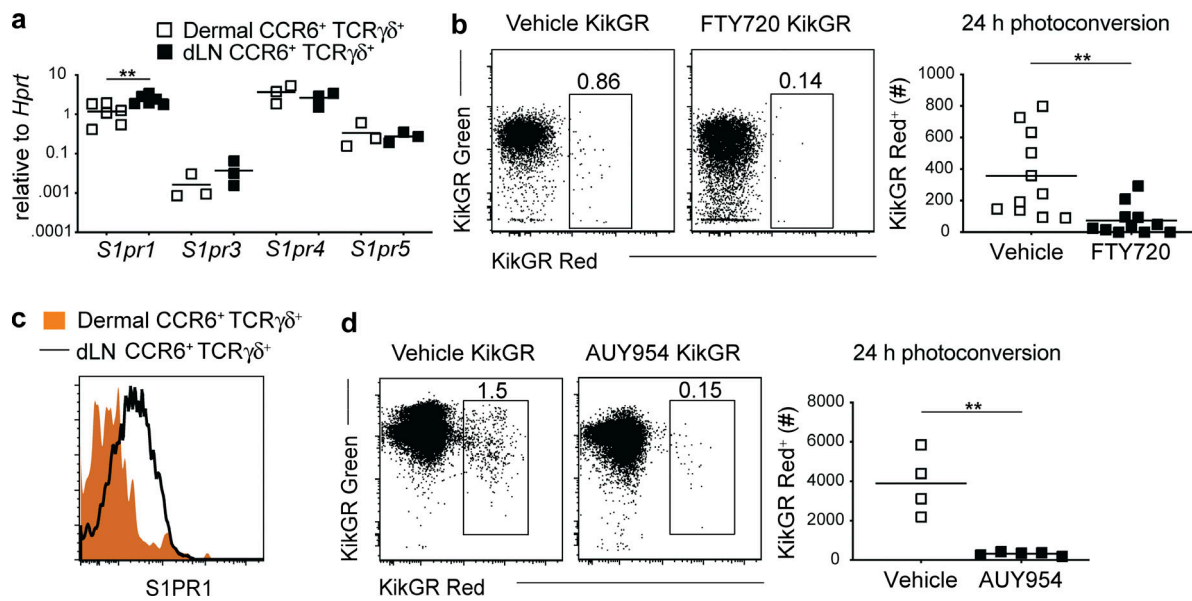 a
□ Dermal CCR6⁺ TCRγδ⁺
■ dLN CCR6⁺ TCRγδ⁺
relative to Hprt
10
1
0.1
.001
.0001
**
S1pr1 S1pr3 S1pr4 S1pr5
b
Vehicle KikGR
FTY720 KikGR
0.86
0.14
KikGR Green
KikGR Red
24 h photoconversion
**
KikGR Red⁺ (#)
1000
800
600
400
200
0
Vehicle FTY720
c
Dermal CCR6⁺ TCRγδ⁺
dLN CCR6⁺ TCRγδ⁺
S1PR1
d
Vehicle KikGR
AUY954 KikGR
1.5
0.15
KikGR Green
KikGR Red
24 h photoconversion
**
KikGR Red⁺ (#)
8000
6000
4000
2000
0
Vehicle AUY954